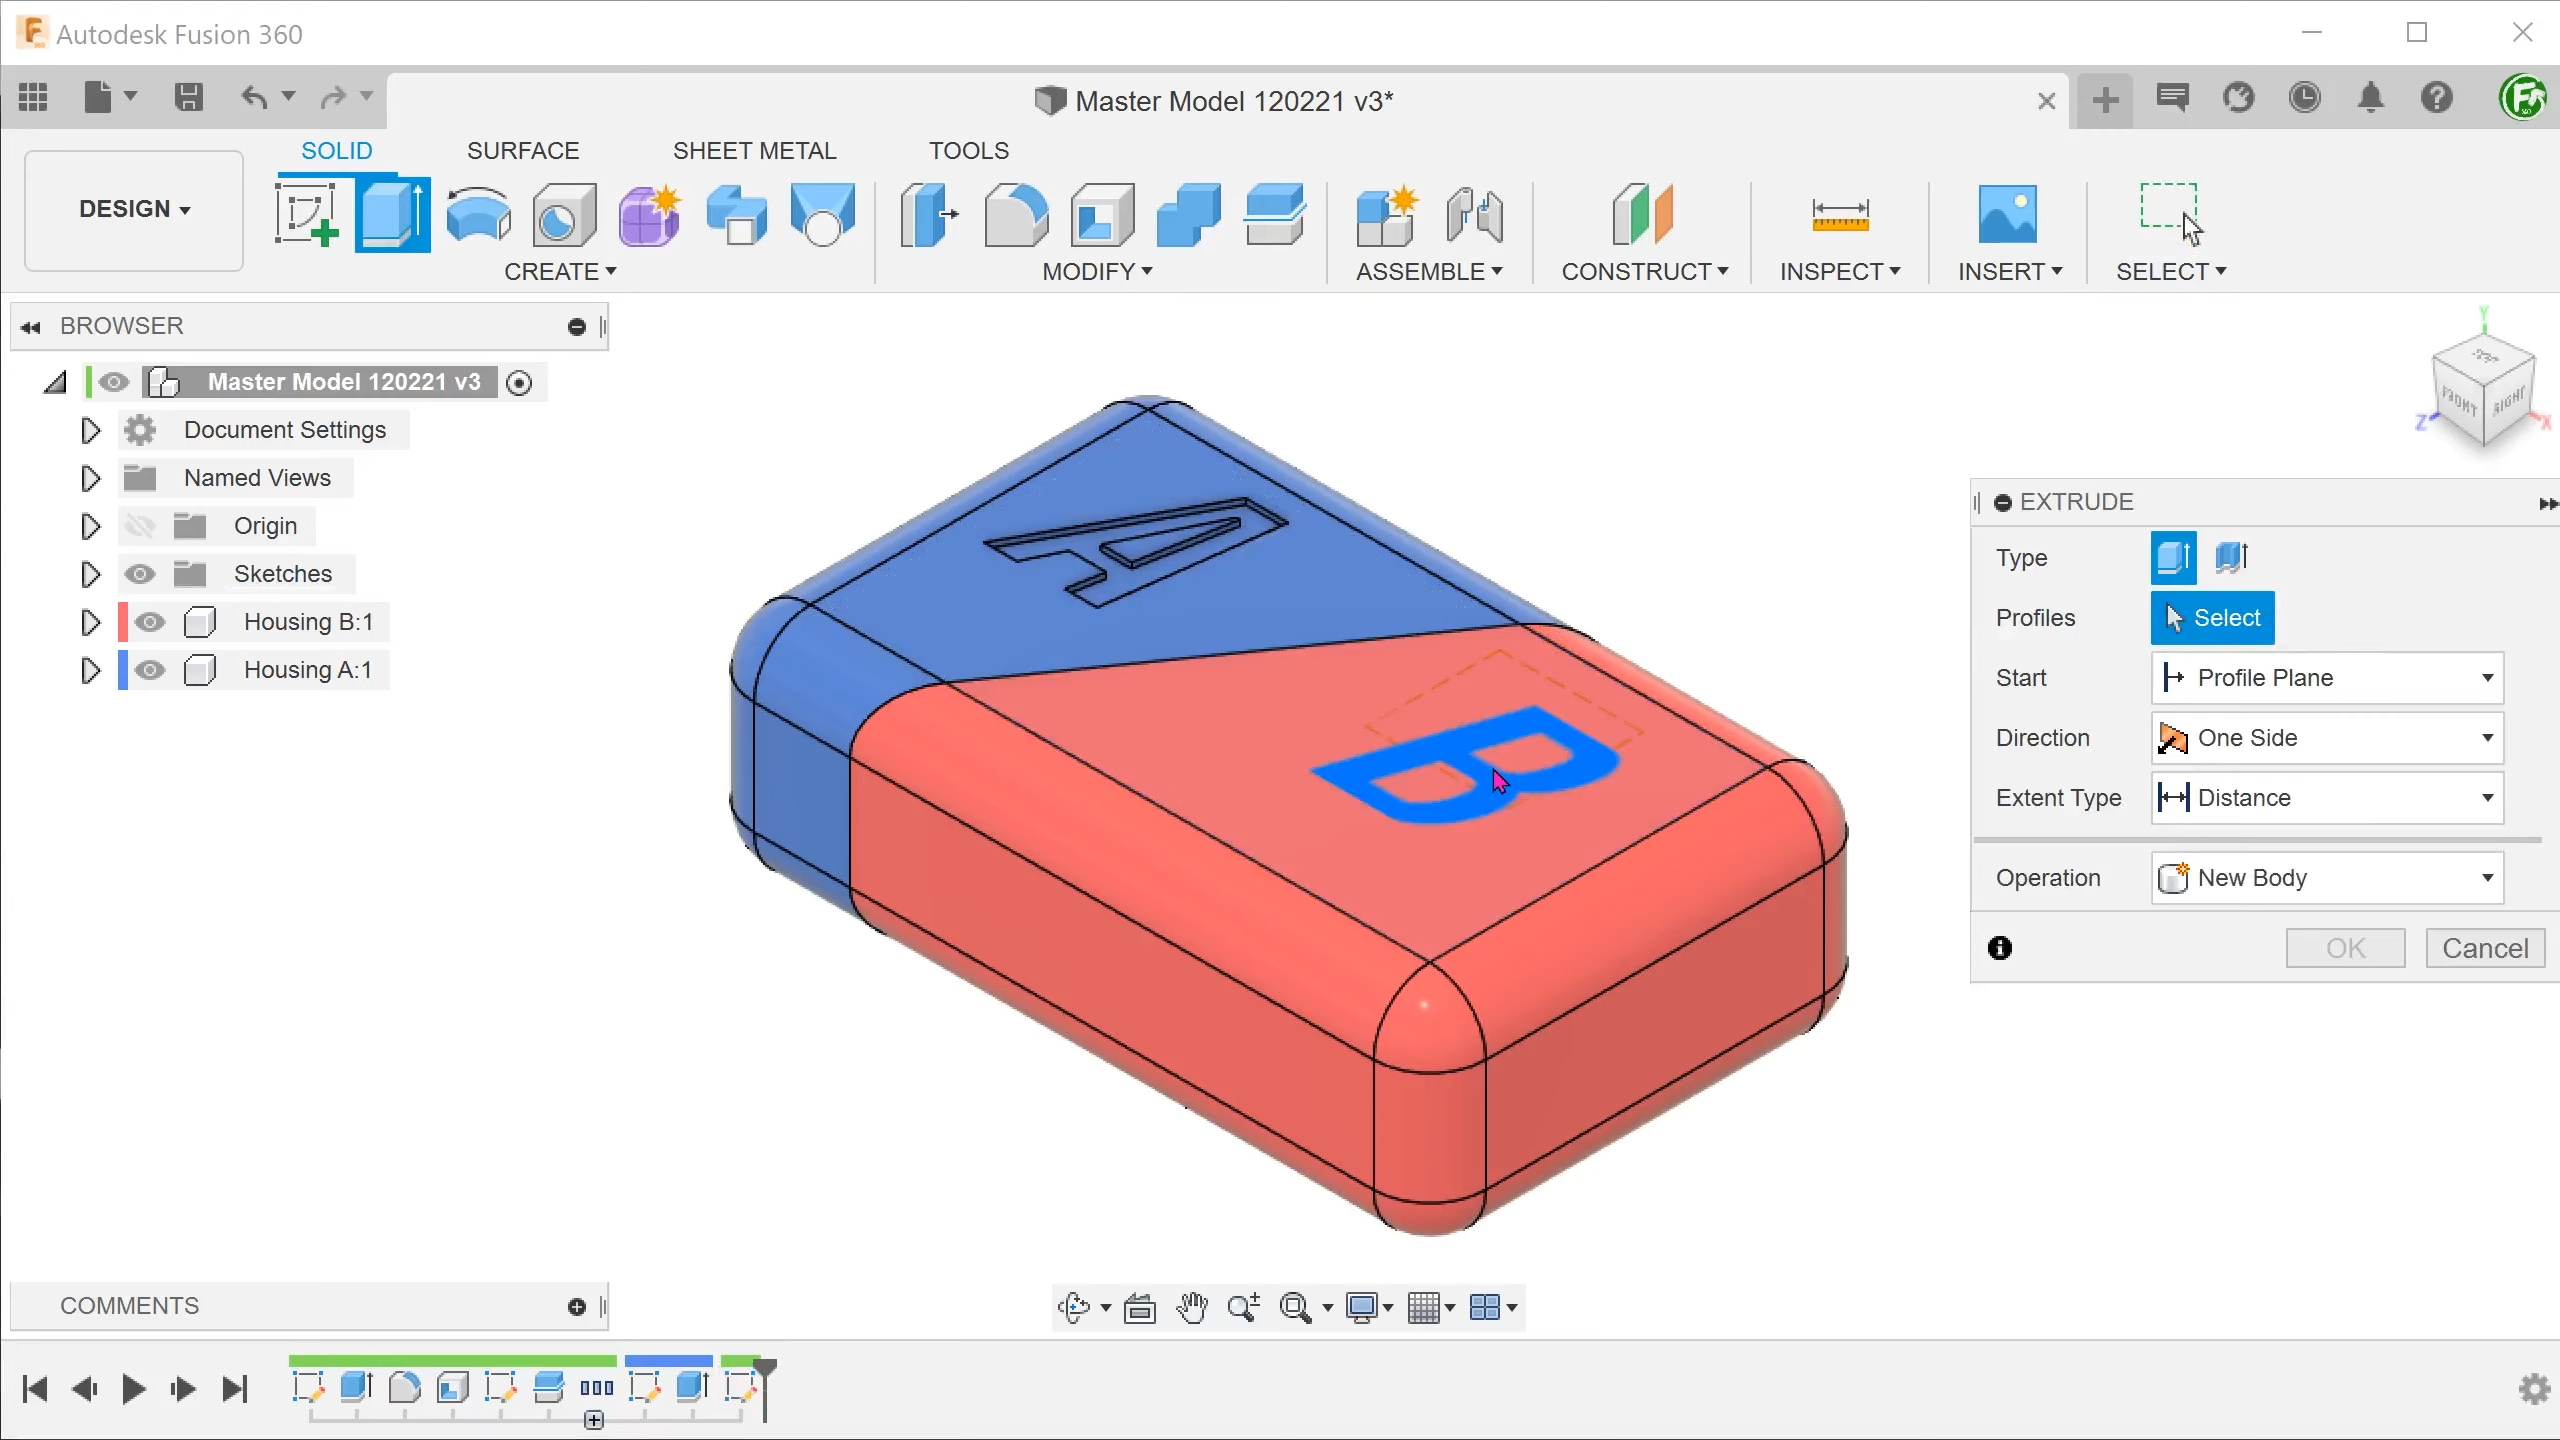 Autodesk Fusion 360
Master Model 120221 v3*
SOLID SURFACE SHEET METAL TOOLS
DESIGN
CREATE MODIFY ASSEMBLE CONSTRUCT INSPECT INSERT SELECT
BROWSER
Master Model 120221 v3
Document Settings
Named Views
Origin
Sketches
Housing B:1
Housing A:1
A
B
Y
FRONT RIGHT
Z X
EXTRUDE
Type
Profiles Select
Start Profile Plane
Direction One Side
Extent Type Distance
Operation New Body
OK Cancel
COMMENTS